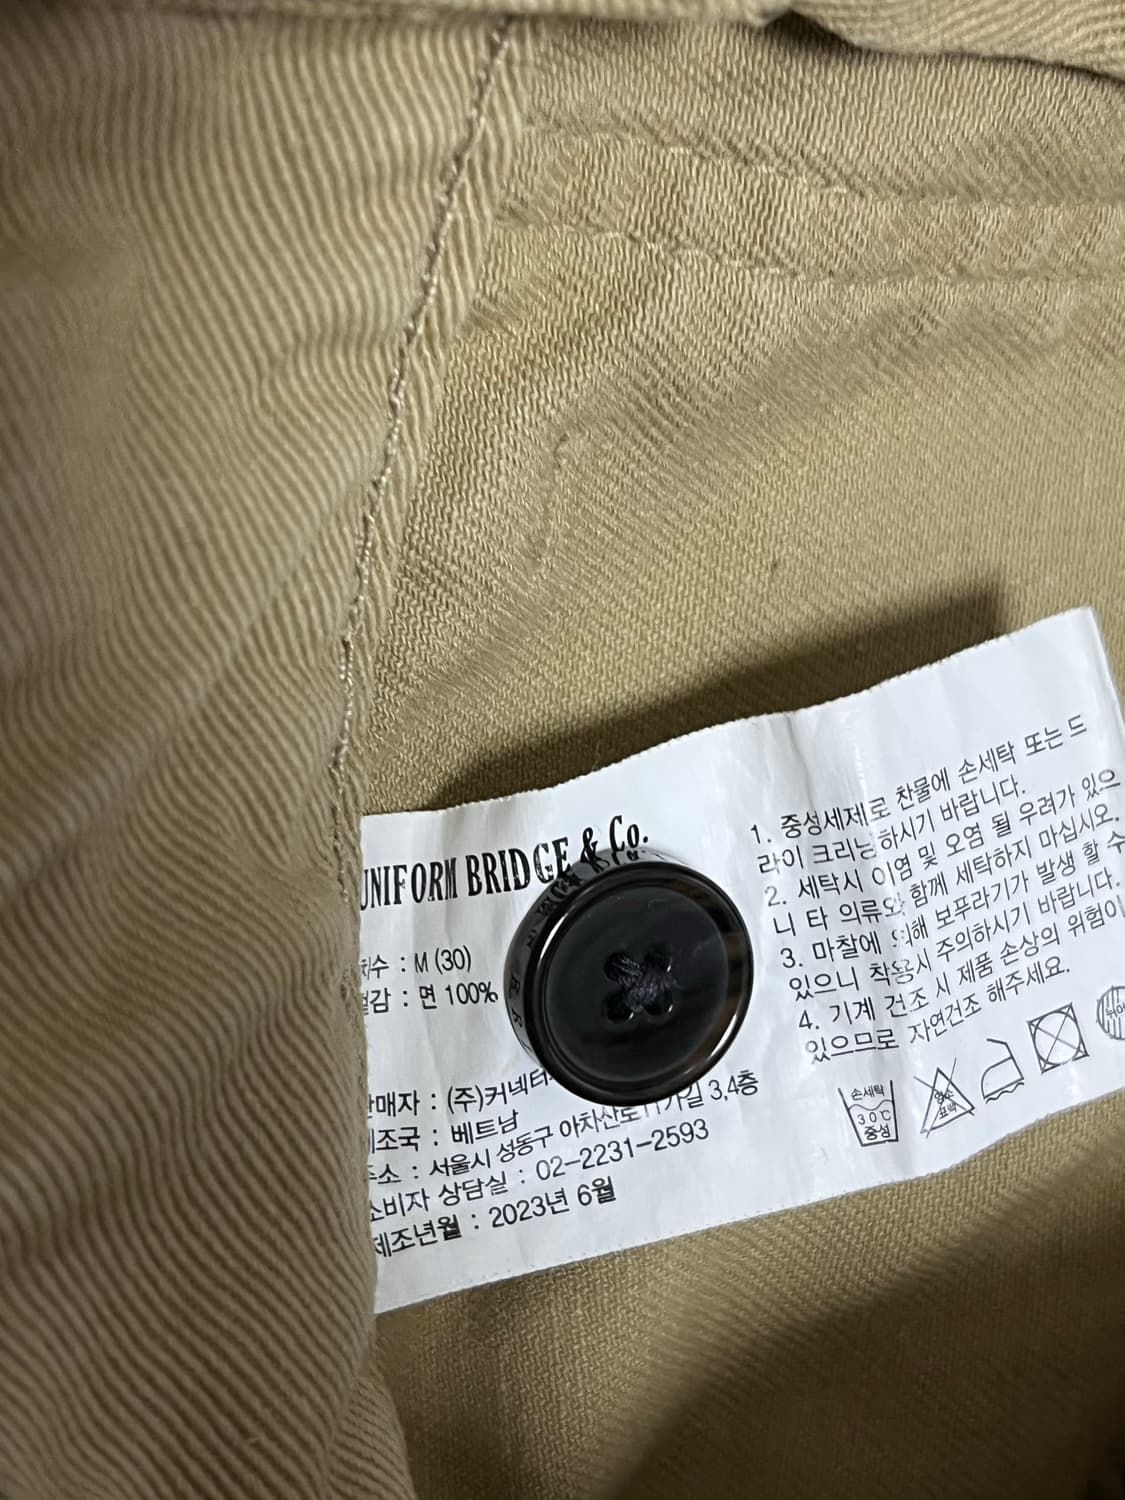 UNIFORM BRIDGE & Co.
치수 : M (30)
겉감 : 면 100%
판매자 : (주)커넥터
제조국 : 베트남
주소 : 서울시 성동구 아차산로 3,4층
소비자 상담실 : 02-2231-2593
제조년월 : 2023년 6월
1. 중성세제로 찬물에 손세탁 또는 드
라이 크리닝하시기 바랍니다.
2. 세탁시 이염 및 오염 될 우려가 있으
니 타 의류와 함께 세탁하지 마십시오.
3. 마찰에 의해 보푸라기가 발생 할 수
있으니 착용시 주의하시기 바랍니다.
4. 기계 건조 시 제품 손상의 위험이
있으므로 자연건조 해주세요.
손세탁
30℃
중성
염소
표백